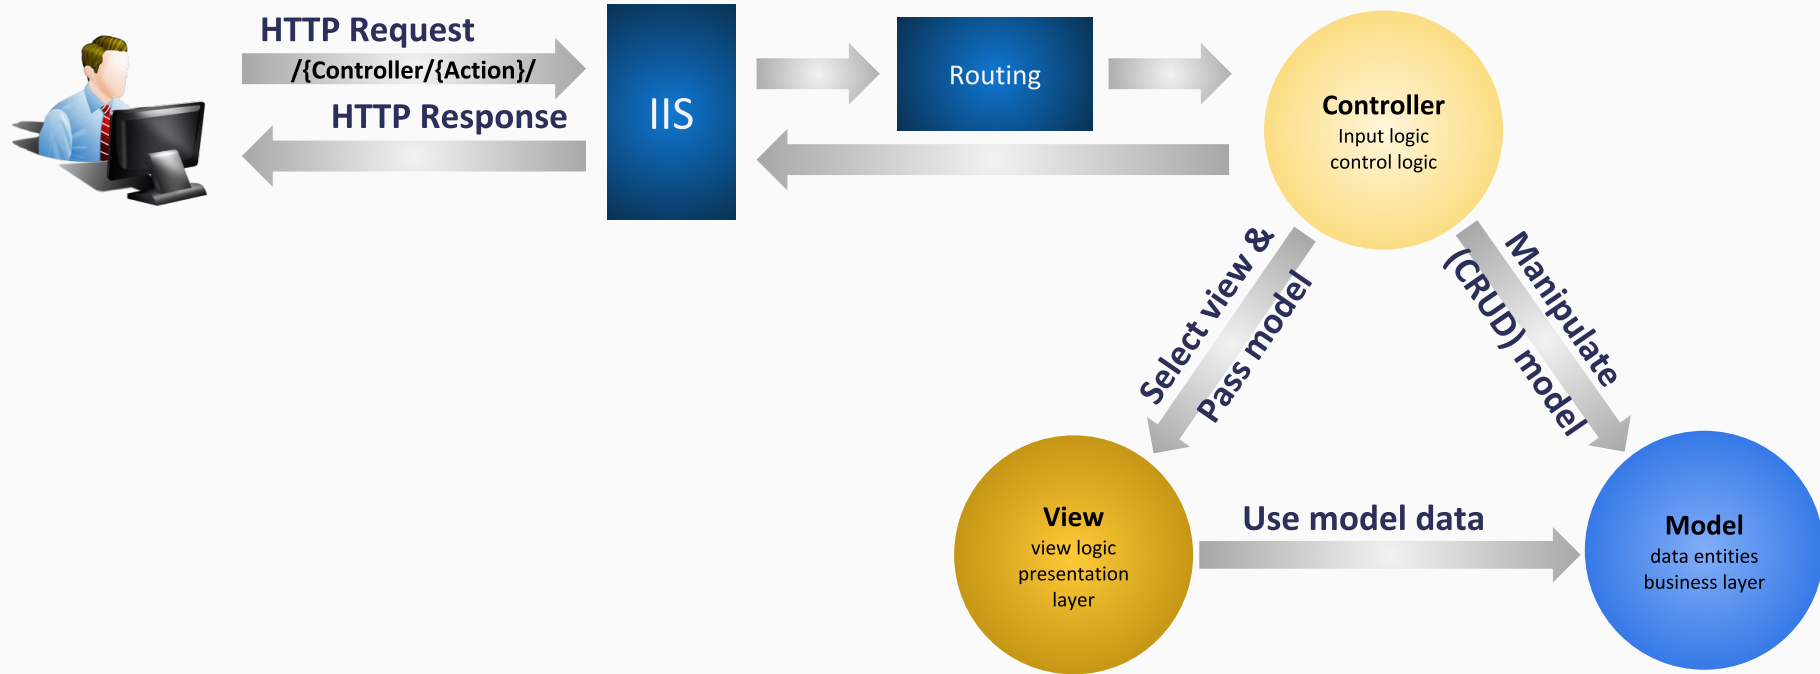 HTTP Request
/{Controller/{Action}/
HTTP Response
IIS
Routing
Controller
Input logic
control logic
Select view &
Pass model
Manipulate
(CRUD) model
View
view logic
presentation
layer
Use model data
Model
data entities
business layer